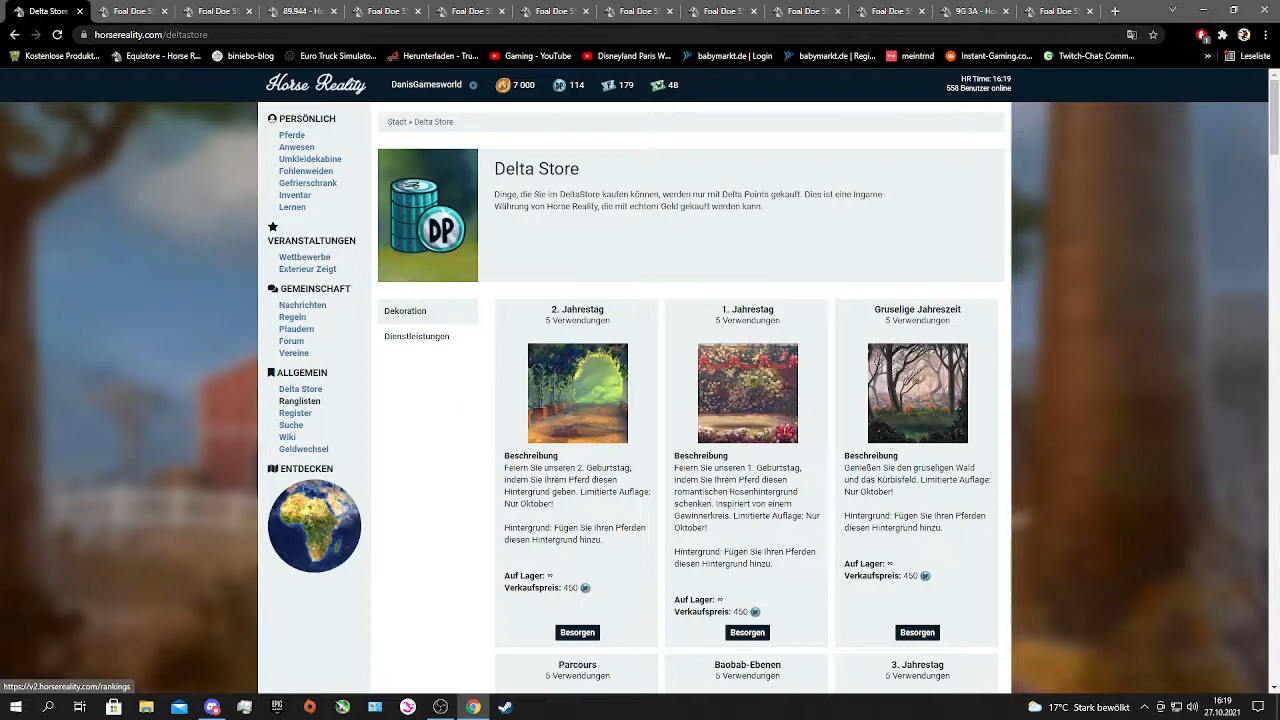 Delta Store
horsereality.com/deltastore
Kostenlose Produkt...
Equistore – Horse R...
biniebo-blog
Euro Truck Simulato...
Herunterladen - Tru...
Gaming - YouTube
Disneyland Paris W...
babymarkt.de | Login
babymarkt.de | Regi...
meintrnd
Instant-Gaming.co...
Twitch-Chat: Comm...
»
Leseliste
Horse Reality
DanisGamesworld
7 000
114
179
48
HR Time: 16:19
558 Benutzer online
PERSÖNLICH
Pferde
Anwesen
Umkleidekabine
Fohlenweiden
Gefrierschrank
Inventar
Lernen
VERANSTALTUNGEN
Wettbewerbe
Exterieur Zeigt
GEMEINSCHAFT
Nachrichten
Regeln
Plaudern
Forum
Vereine
ALLGEMEIN
Delta Store
Ranglisten
Register
Suche
Wiki
Geldwechsel
ENTDECKEN
Stadt » Delta Store
DP
Delta Store
Dinge, die Sie im DeltaStore kaufen können, werden nur mit Delta Points gekauft. Dies ist eine Ingame-
Währung von Horse Reality, die mit echtem Geld gekauft werden kann.
Dekoration
Dienstleistungen
2. Jahrestag
5 Verwendungen
Beschreibung
Feiern Sie unseren 2. Geburtstag,
indem Sie Ihrem Pferd diesen
Hintergrund geben. Limitierte Auflage:
Nur Oktober!
Hintergrund: Fügen Sie Ihren Pferden
diesen Hintergrund hinzu.
Auf Lager: ∞
Verkaufspreis: 450
Besorgen
1. Jahrestag
5 Verwendungen
Beschreibung
Feiern Sie unseren 1. Geburtstag,
indem Sie Ihrem Pferd diesen
romantischen Rosenhintergrund
schenken. Inspiriert von einem
Gewinnerkreis. Limitierte Auflage: Nur
Oktober!
Hintergrund: Fügen Sie Ihren Pferden
diesen Hintergrund hinzu.
Auf Lager: ∞
Verkaufspreis: 450
Besorgen
Gruselige Jahreszeit
5 Verwendungen
Beschreibung
Genießen Sie den gruseligen Wald
und das Kürbisfeld. Limitierte Auflage:
Nur Oktober!
Hintergrund: Fügen Sie Ihren Pferden
diesen Hintergrund hinzu.
Auf Lager: ∞
Verkaufspreis: 450
Besorgen
Parcours
5 Verwendungen
Baobab-Ebenen
5 Verwendungen
3. Jahrestag
5 Verwendungen
https://v2.horsereality.com/rankings
17°C Stark bewölkt
16:19
27.10.2021